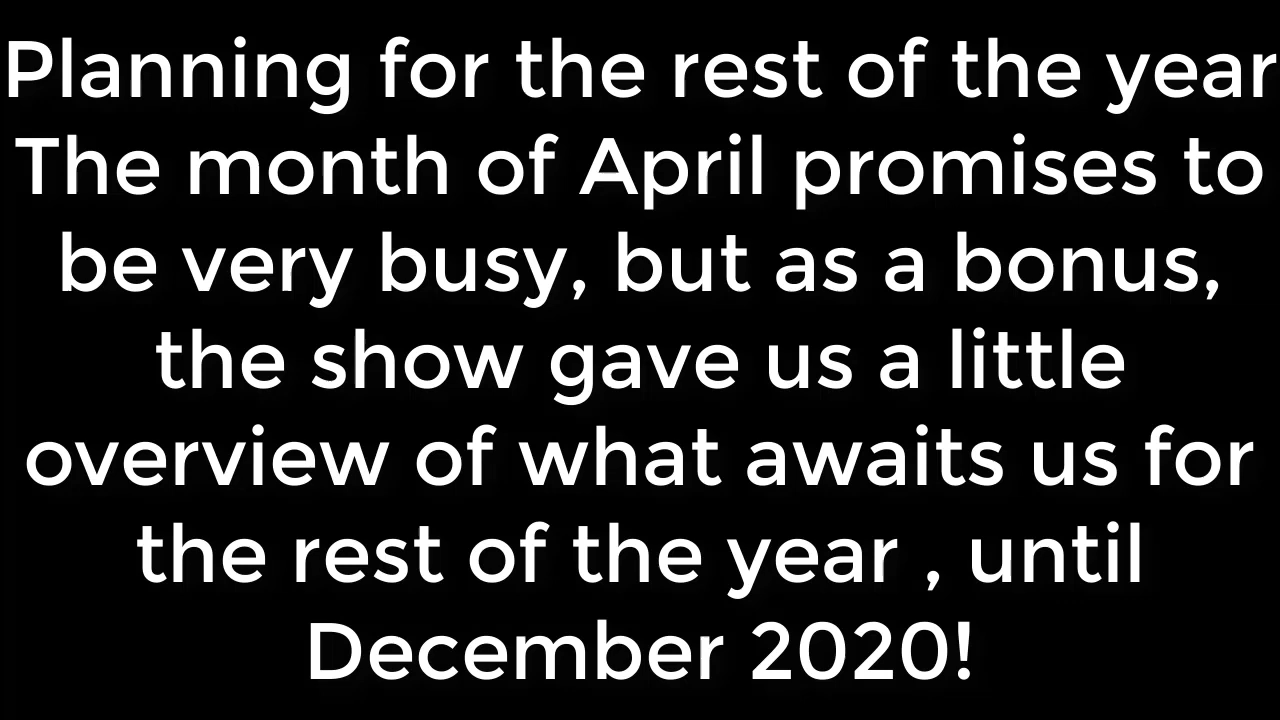 Planning for the rest of the year
The month of April promises to
be very busy, but as a bonus,
the show gave us a little
overview of what awaits us for
the rest of the year , until
December 2020!